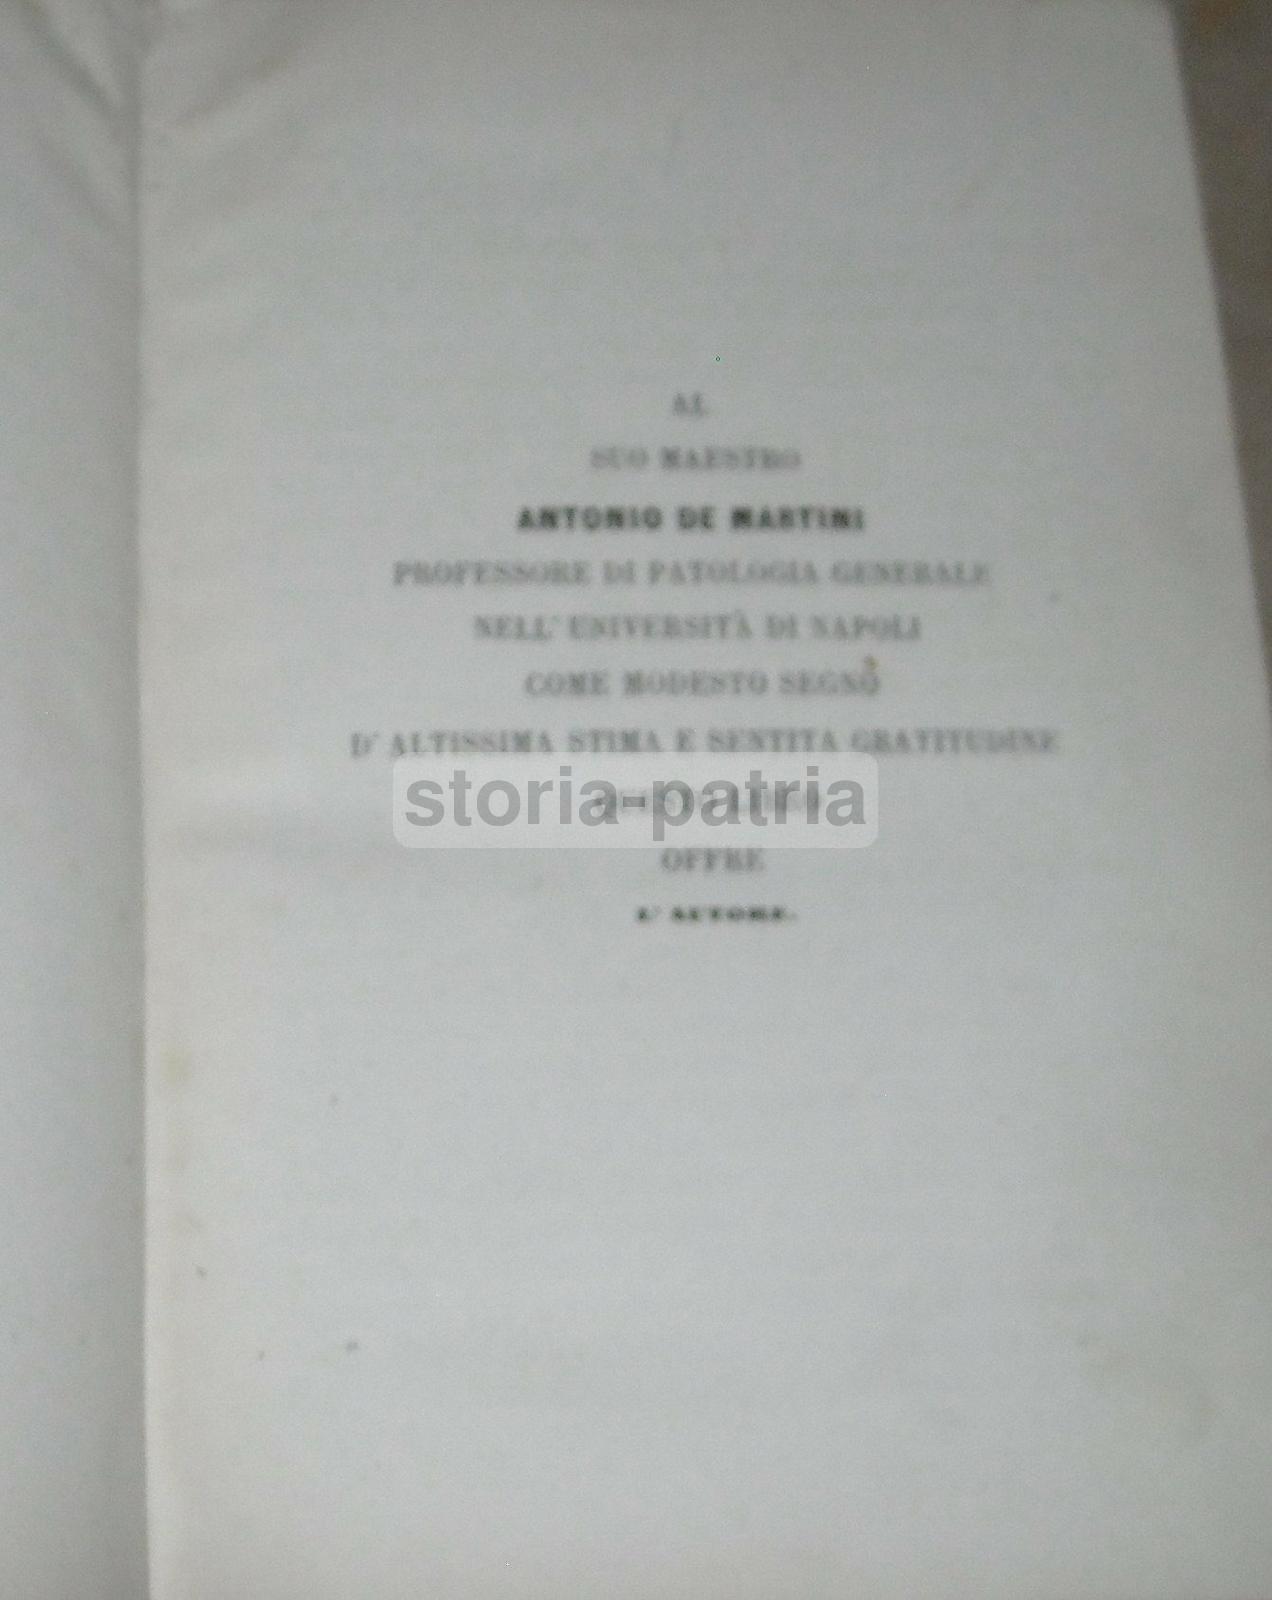 AL
SUO MAESTRO
ANTONIO DE MARTINI
PROFESSORE DI PATOLOGIA GENERALE
NELL' UNIVERSITÀ DI NAPOLI
COME MODESTO SEGNO
D' ALTISSIMA STIMA E SENTITA GRATITUDINE
storia-patria
OFFRE
L' AUTORE.